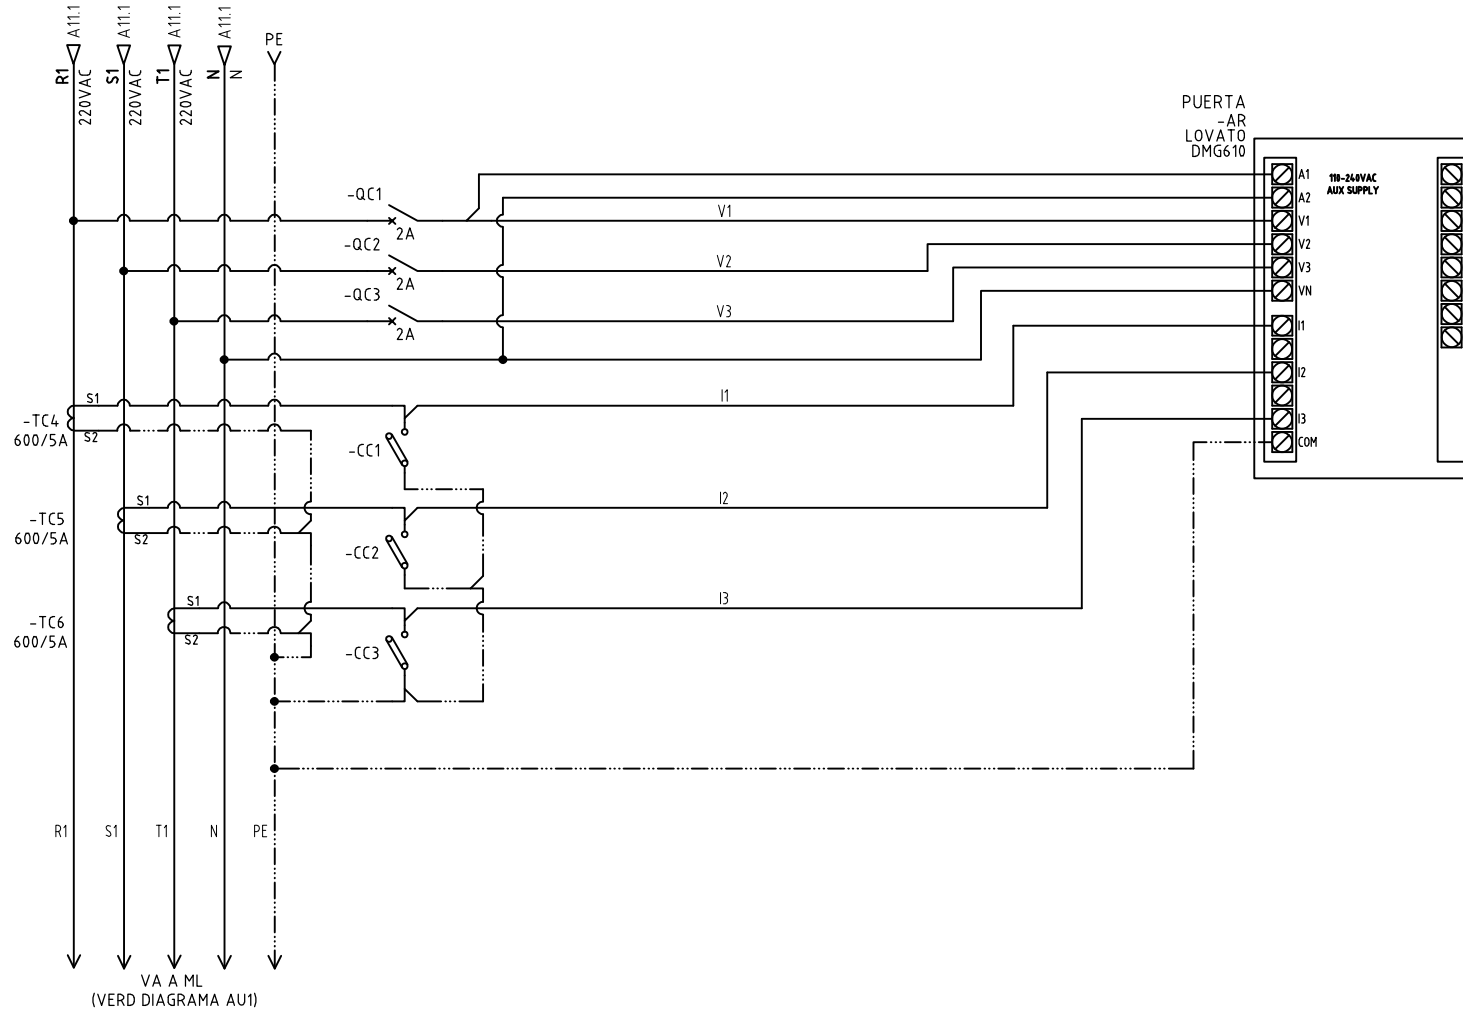 A11.1
A11.1
A11.1
A11.1
PE
R1
220VAC
S1
220VAC
T1
220VAC
N
N
PUERTA
-AR
LOVATO
DMG610
110-240VAC
AUX SUPPLY
A1
A2
V1
V2
V3
VN
I1
I2
I3
COM
-QC1
2A
V1
-QC2
2A
V2
-QC3
2A
V3
S1
-TC4
600/5A
S2
I1
-CC1
S1
-TC5
600/5A
S2
I2
-CC2
S1
-TC6
600/5A
S2
I3
-CC3
R1
S1
T1
N
PE
VA A ML
(VERD DIAGRAMA AU1)